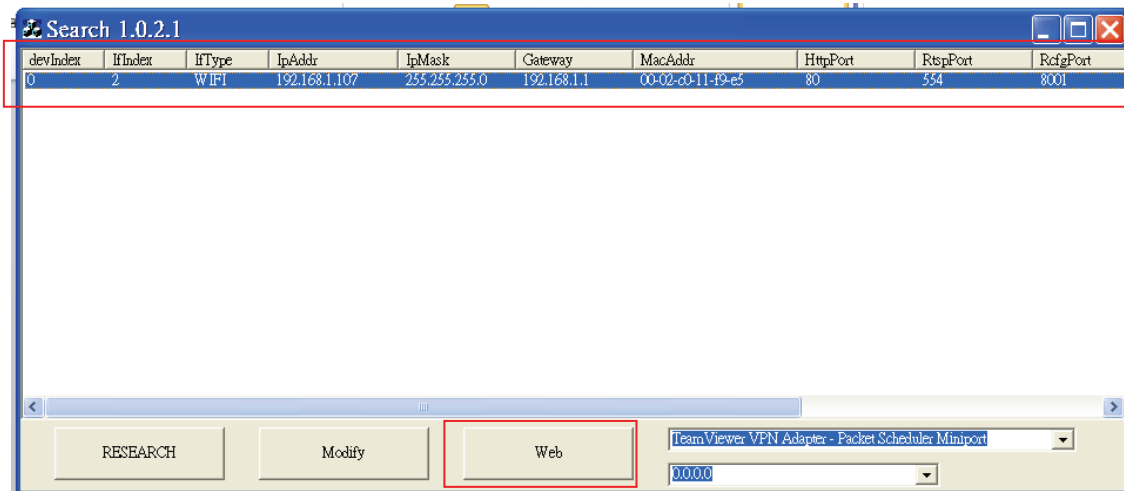 Search 1.0.2.1
devIndex IfIndex IfType IpAddr IpMask Gateway MacAddr HttpPort RtspPort RcfgPort
0 2 WIFI 192.168.1.107 255.255.255.0 192.168.1.1 00-02-c0-11-f9-e5 80 554 8001
RESEARCH Modify Web TeamViewer VPN Adapter - Packet Scheduler Miniport
0.0.0.0